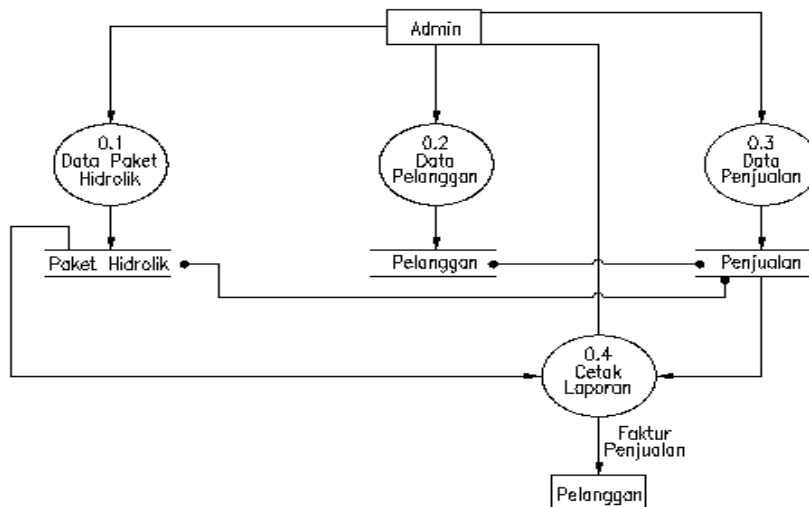 Admin
0.1
Data Paket
Hidrolik
0.2
Data
Pelanggan
0.3
Data
Penjualan
Paket Hidrolik
Pelanggan
Penjualan
0.4
Cetak
Laporan
Faktur
Penjualan
Pelanggan